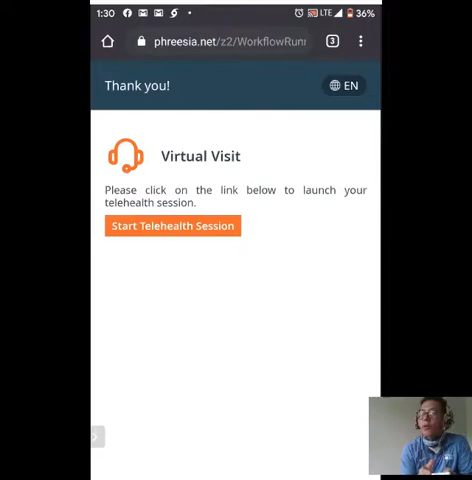 1:30 LTE 36%
phreesia.net/z2/WorkflowRun 3
Thank you! EN
Virtual Visit
Please click on the link below to launch your
telehealth session.
Start Telehealth Session